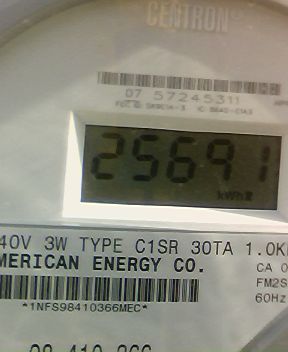 CENTRON®
07 57245311
25691
kWh
40V 3W TYPE C1SR 30TA 1.0K
MERICAN ENERGY CO.
CA 0
FM2S
60Hz
*1NFS98410366MEC*